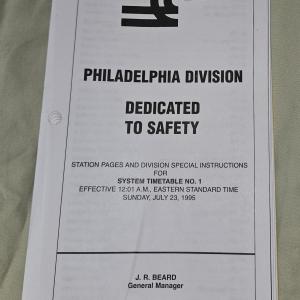 PHILADELPHIA DIVISION
DEDICATED
TO SAFETY
STATION PAGES AND DIVISION SPECIAL INSTRUCTIONS
FOR
SYSTEM TIMETABLE NO. 1
EFFECTIVE 12:01 A.M., EASTERN STANDARD TIME
SUNDAY, JULY 23, 1995
J. R. BEARD
General Manager